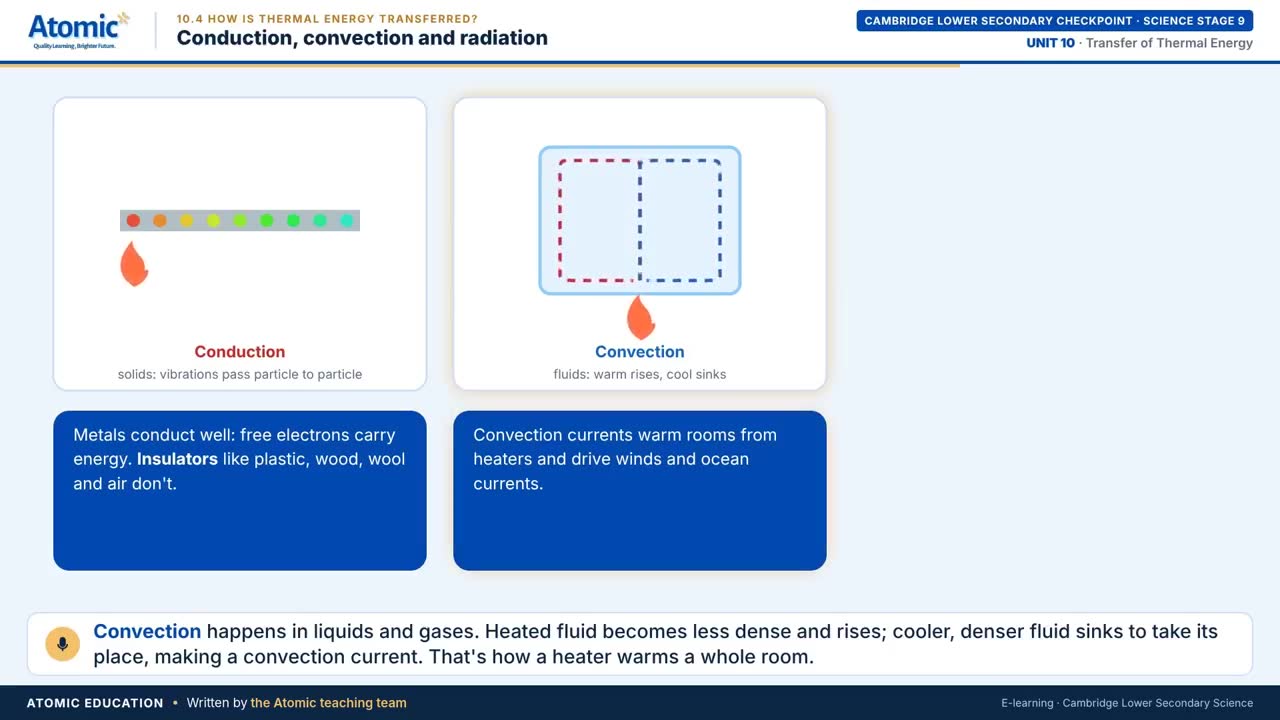 Atomic
Quality Learning, Brighter Future.
10.4 HOW IS THERMAL ENERGY TRANSFERRED?
Conduction, convection and radiation
CAMBRIDGE LOWER SECONDARY CHECKPOINT · SCIENCE STAGE 9
UNIT 10 · Transfer of Thermal Energy
Conduction
solids: vibrations pass particle to particle
Convection
fluids: warm rises, cool sinks
Metals conduct well: free electrons carry
energy. Insulators like plastic, wood, wool
and air don't.
Convection currents warm rooms from
heaters and drive winds and ocean
currents.
Convection happens in liquids and gases. Heated fluid becomes less dense and rises; cooler, denser fluid sinks to take its
place, making a convection current. That's how a heater warms a whole room.
ATOMIC EDUCATION • Written by the Atomic teaching team
E-learning · Cambridge Lower Secondary Science